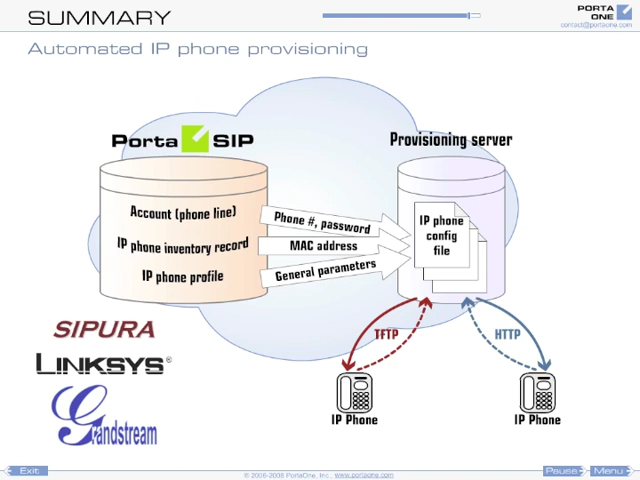 SUMMARY
PORTA
ONE
contact@portaone.com
Automated IP phone provisioning
Porta SIP
Provisioning server
Account (phone line)
IP phone inventory record
IP phone profile
Phone #, password
MAC address
General parameters
IP phone
config
file
SIPURA
LINKSYS®
Grandstream
TFTP
HTTP
IP Phone
IP Phone
Exit
© 2006-2008 PortaOne, Inc., www.portaone.com
Pause
Menu